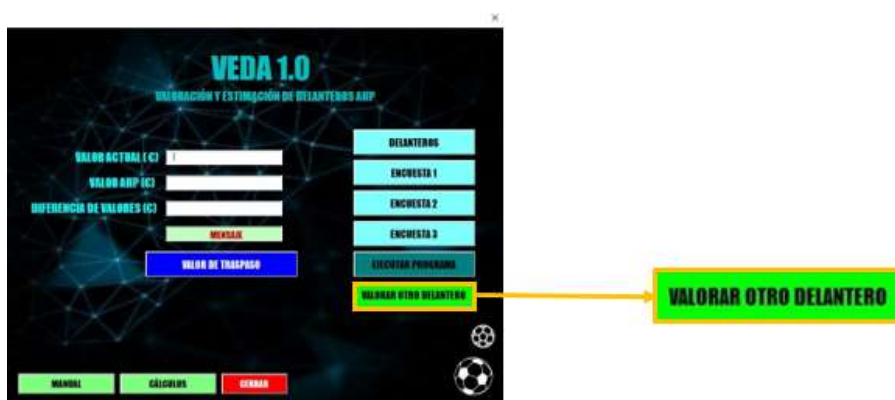 VEDA 1.0
VALORACIÓN Y ESTIMACIÓN DE DELANTEROS AHP
DELANTEROS
VALOR ACTUAL (€)
ENCUESTA 1
VALOR AHP (€)
ENCUESTA 2
DIFERENCIA DE VALORES (€)
MENSAJE
ENCUESTA 3
VALOR DE TRASPASO
EJECUTAR PROGRAMA
VALORAR OTRO DELANTERO
VALORAR OTRO DELANTERO
MANUAL
CÁLCULOS
CERRAR